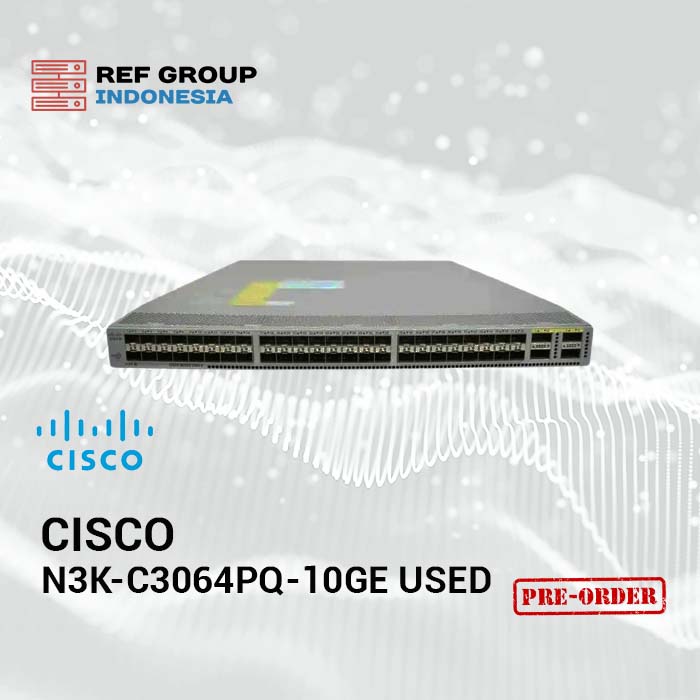 REF GROUP
INDONESIA
CISCO
CISCO
N3K-C3064PQ-10GE USED
PRE-ORDER